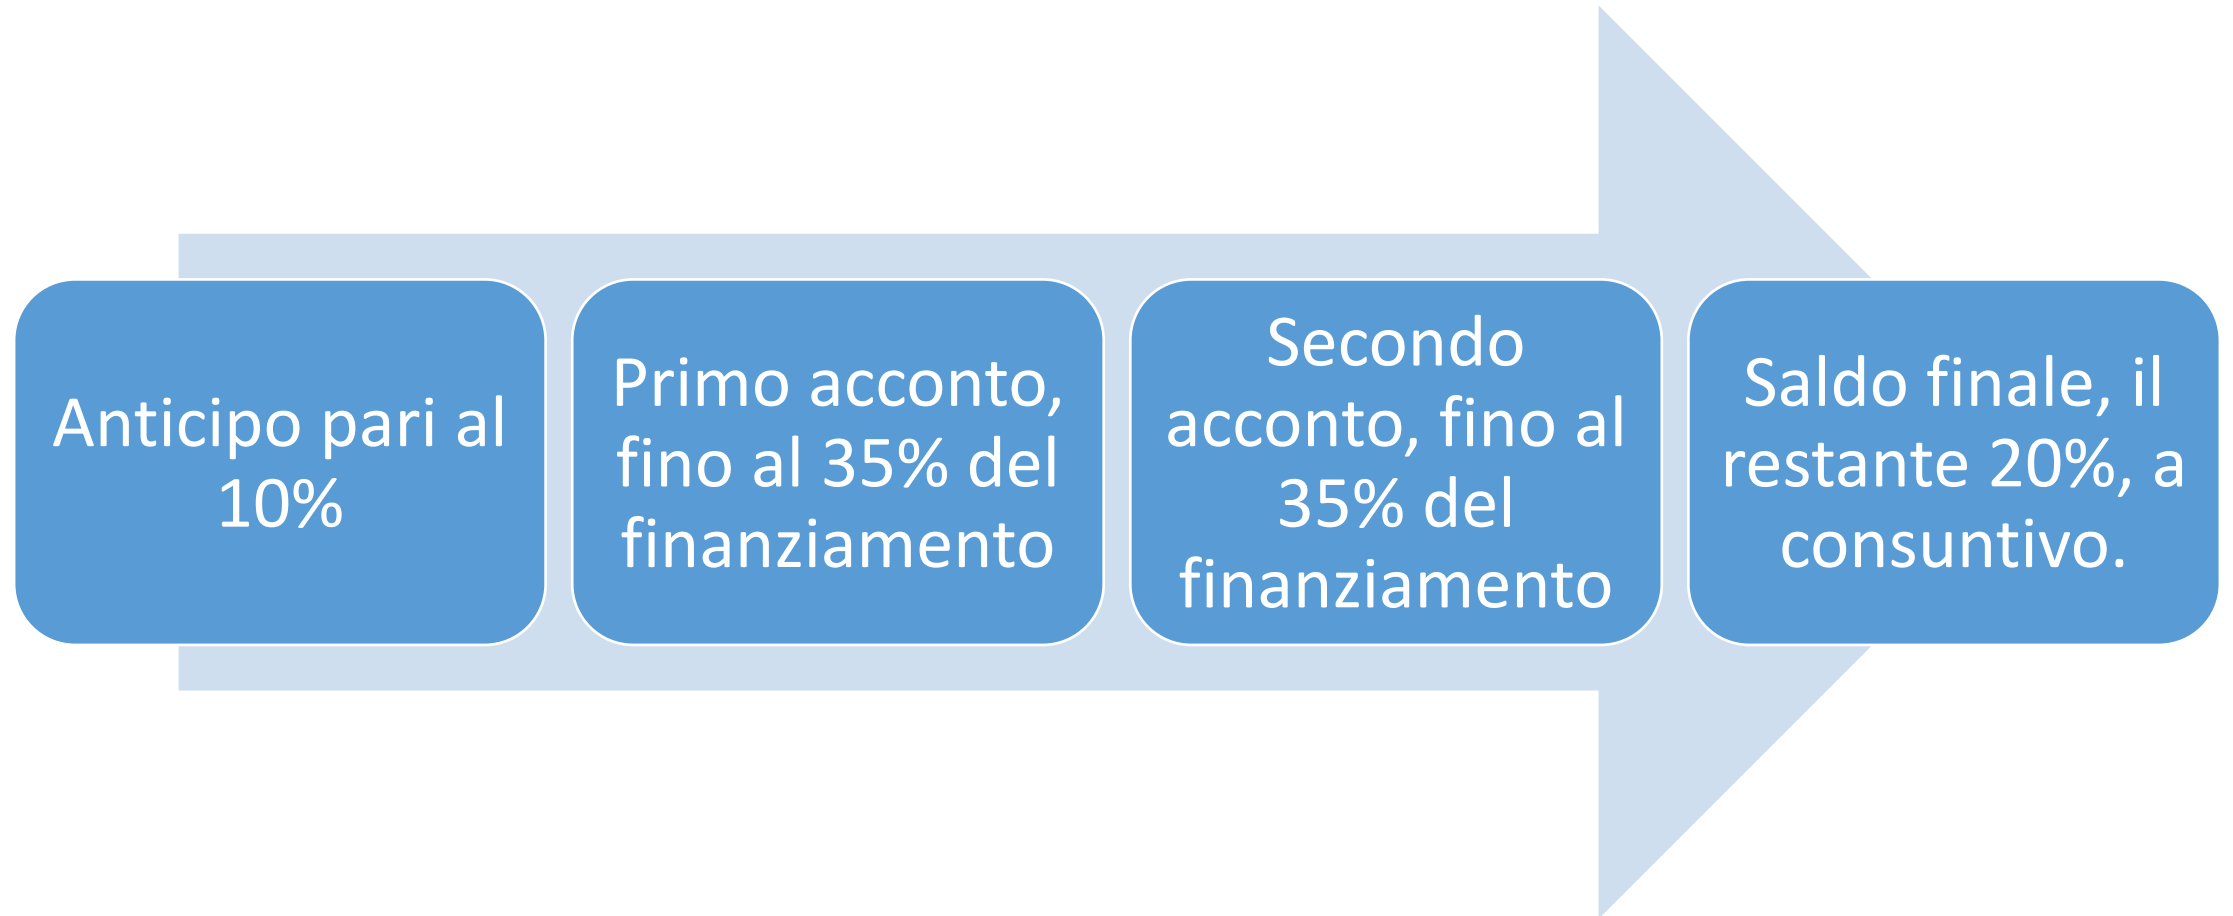 Anticipo pari al
10%
Primo acconto,
fino al 35% del
finanziamento
Secondo
acconto, fino al
35% del
finanziamento
Saldo finale, il
restante 20%, a
consuntivo.